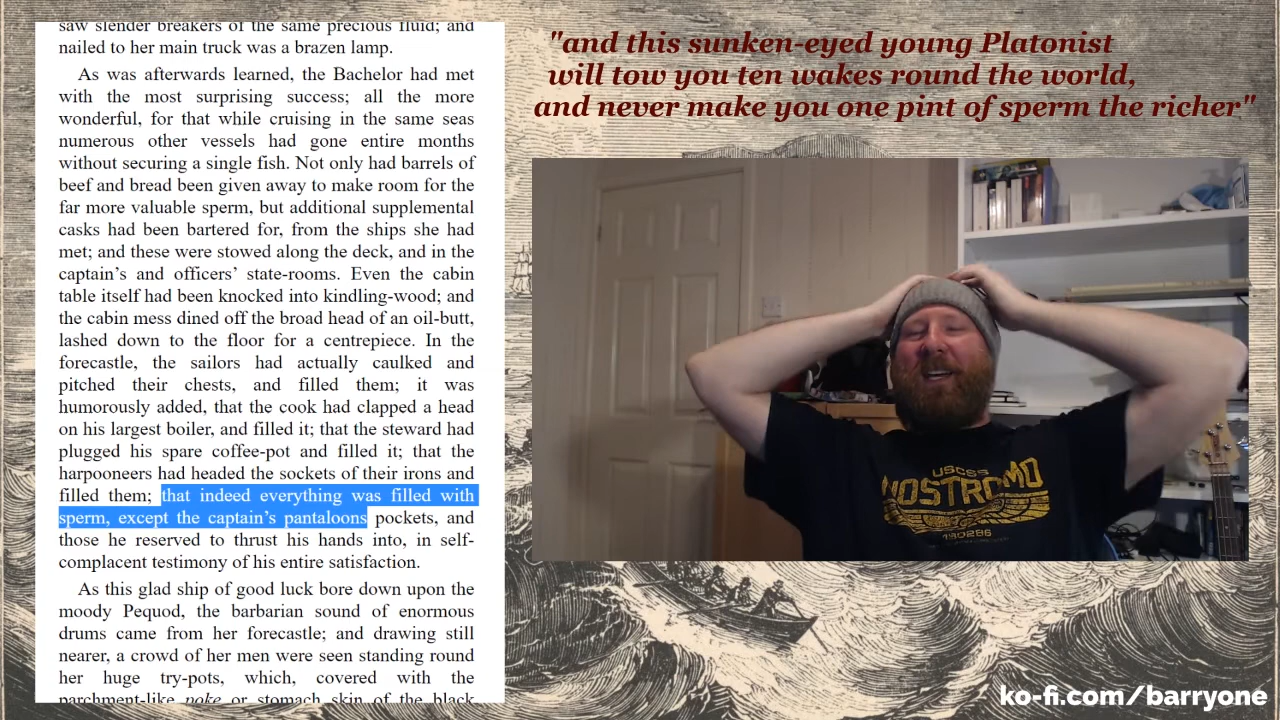 saw slender breakers of the same precious fluid; and
nailed to her main truck was a brazen lamp.
As was afterwards learned, the Bachelor had met
with the most surprising success; all the more
wonderful, for that while cruising in the same seas
numerous other vessels had gone entire months
without securing a single fish. Not only had barrels of
beef and bread been given away to make room for the
far more valuable sperm, but additional supplemental
casks had been bartered for, from the ships she had
met; and these were stowed along the deck, and in the
captain's and officers' state-rooms. Even the cabin
table itself had been knocked into kindling-wood; and
the cabin mess dined off the broad head of an oil-butt,
lashed down to the floor for a centrepiece. In the
forecastle, the sailors had actually caulked and
pitched their chests, and filled them; it was
humorously added, that the cook had clapped a head
on his largest boiler, and filled it; that the steward had
plugged his spare coffee-pot and filled it; that the
harpooneers had headed the sockets of their irons and
filled them; that indeed everything was filled with
sperm, except the captain's pantaloons pockets, and
those he reserved to thrust his hands into, in self-
complacent testimony of his entire satisfaction.
As this glad ship of good luck bore down upon the
moody Pequod, the barbarian sound of enormous
drums came from her forecastle; and drawing still
nearer, a crowd of her men were seen standing round
her huge try-pots, which, covered with the
parchment-like poke or stomach skin of the black
"and this sunken-eyed young Platonist
will tow you ten wakes round the world,
and never make you one pint of sperm the richer"
USCSS
NOSTROMO
180286
ko-fi.com/barryone